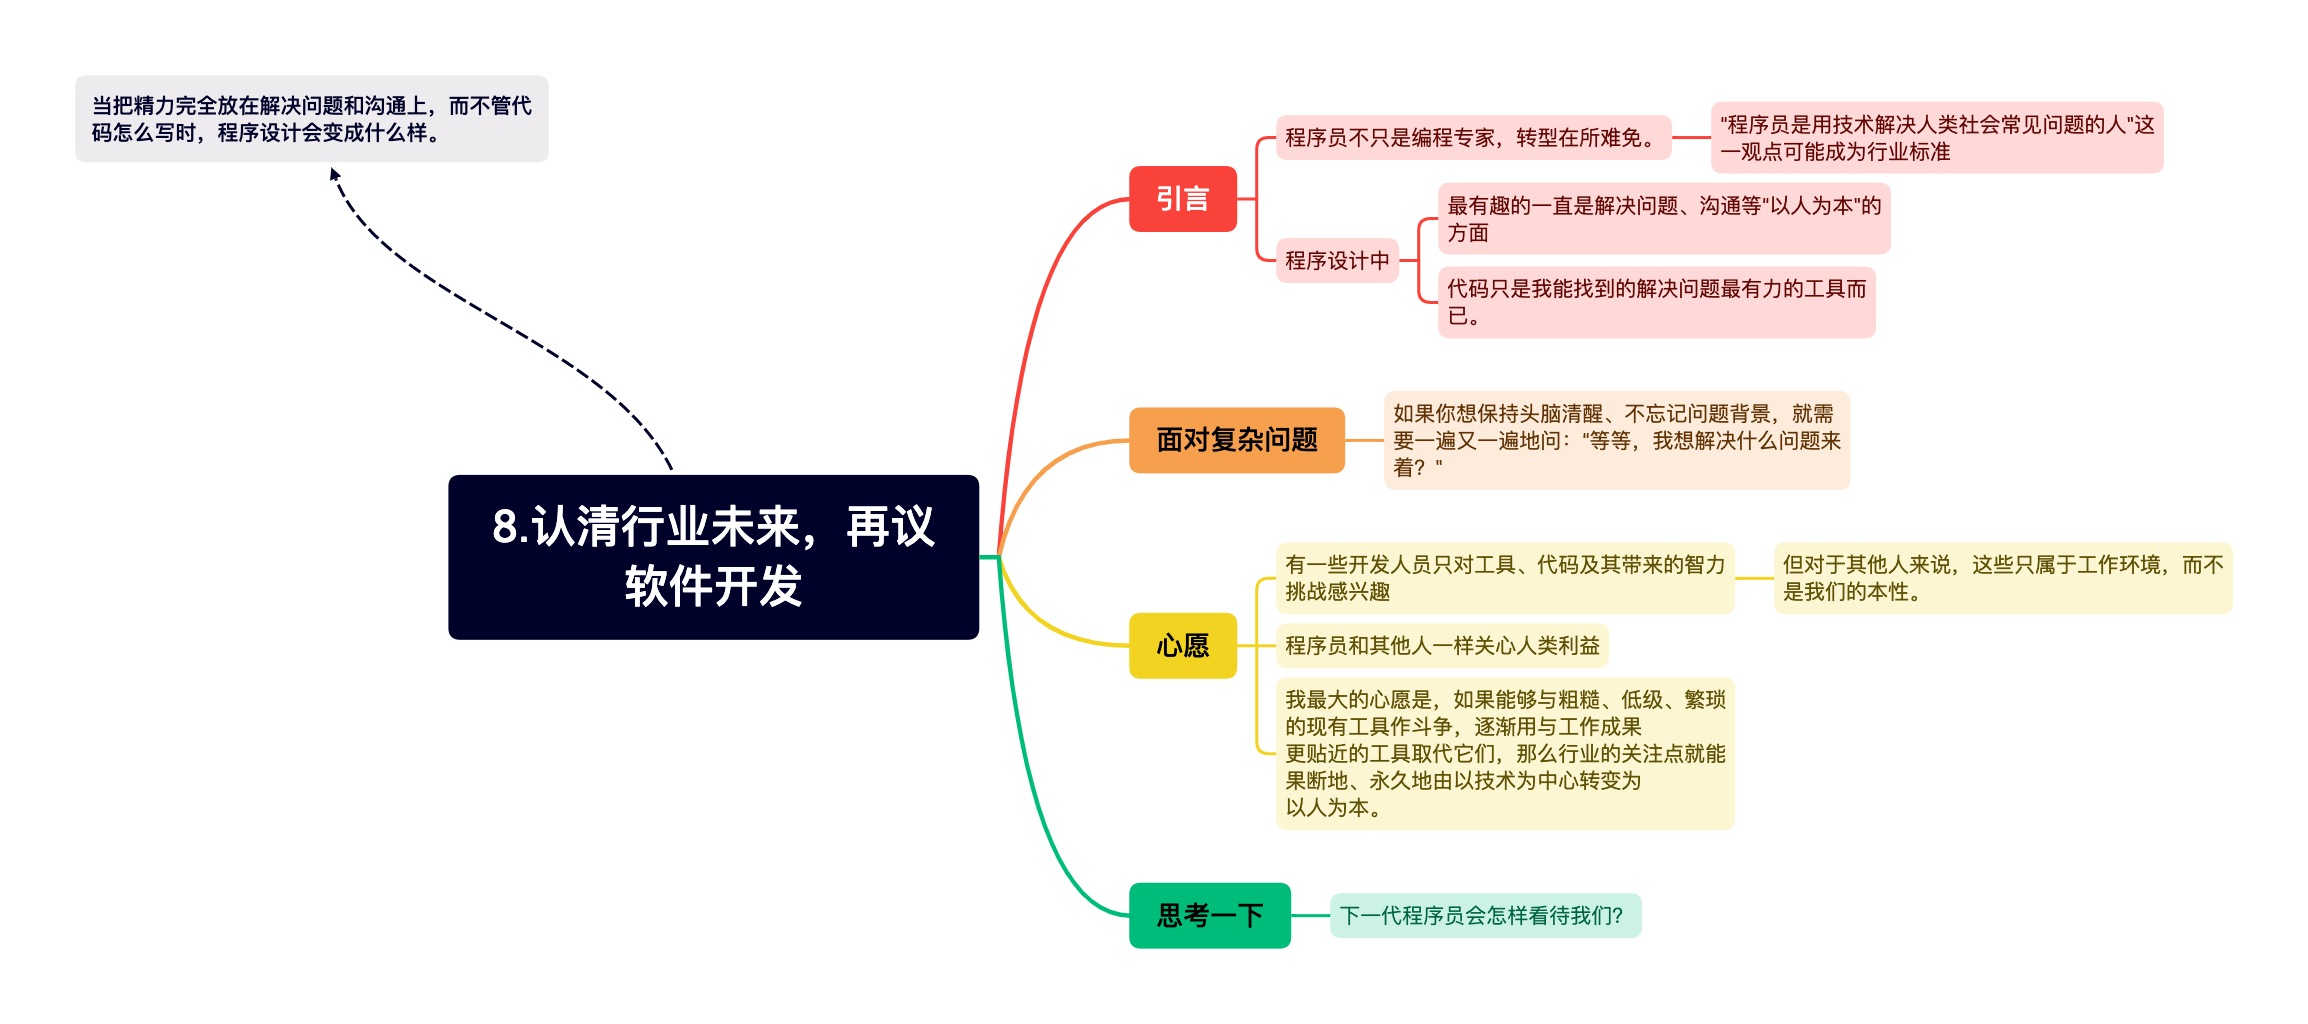 当把精力完全放在解决问题和沟通上，而不管代
码怎么写时，程序设计会变成什么样。
8.认清行业未来，再议
软件开发
引言
程序员不只是编程专家，转型在所难免。
"程序员是用技术解决人类社会常见问题的人"这
一观点可能成为行业标准
程序设计中
最有趣的一直是解决问题、沟通等"以人为本"的
方面
代码只是我能找到的解决问题最有力的工具而
已。
面对复杂问题
如果你想保持头脑清醒、不忘记问题背景，就需
要一遍又一遍地问："等等，我想解决什么问题来
着？"
心愿
有一些开发人员只对工具、代码及其带来的智力
挑战感兴趣
但对于其他人来说，这些只属于工作环境，而不
是我们的本性。
程序员和其他人一样关心人类利益
我最大的心愿是，如果能够与粗糙、低级、繁琐
的现有工具作斗争，逐渐用与工作成果
更贴近的工具取代它们，那么行业的关注点就能
果断地、永久地由以技术为中心转变为
以人为本。
思考一下
下一代程序员会怎样看待我们？